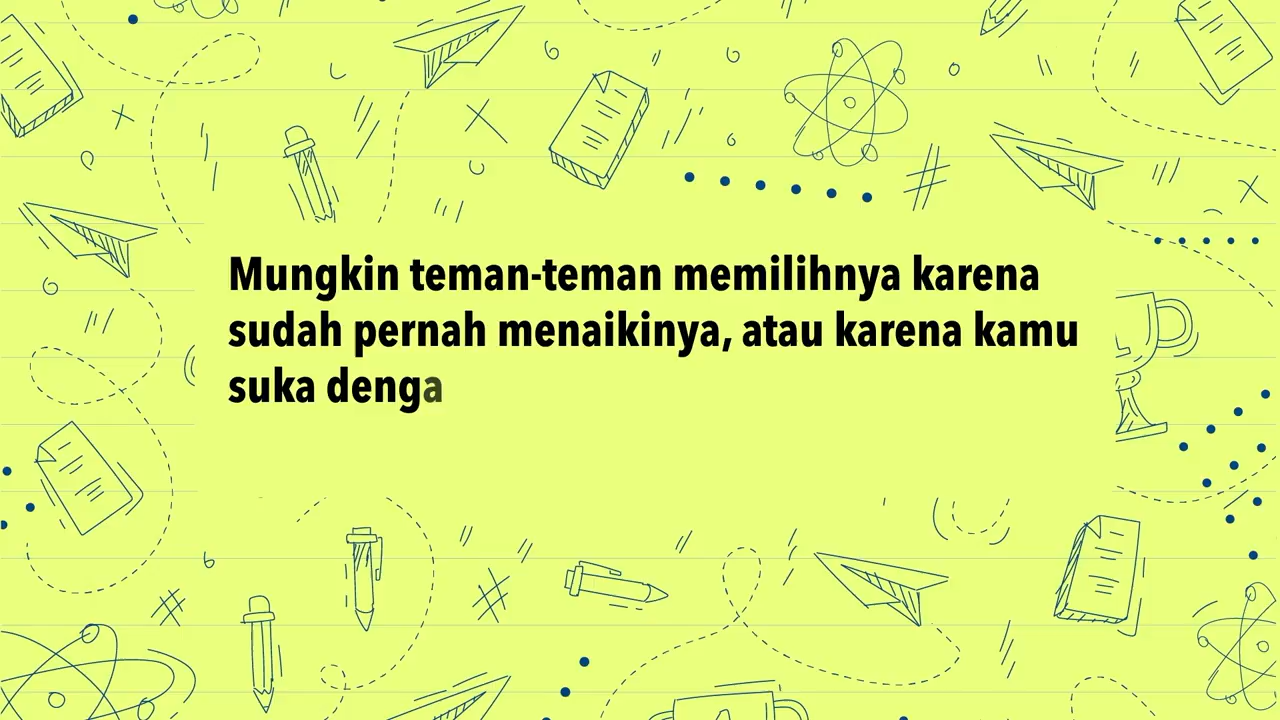 Mungkin teman-teman memilihnya karena
sudah pernah menaikinya, atau karena kamu
suka denga